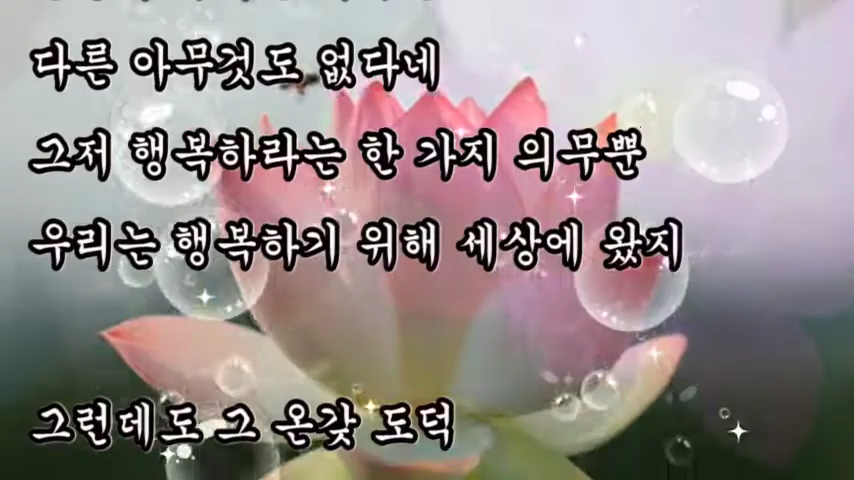 다른 아무것도 없다네
그저 행복하라는 한 가지 의무뿐
우리는 행복하기 위해 세상에 왔지
그런데도 그 온갖 도덕